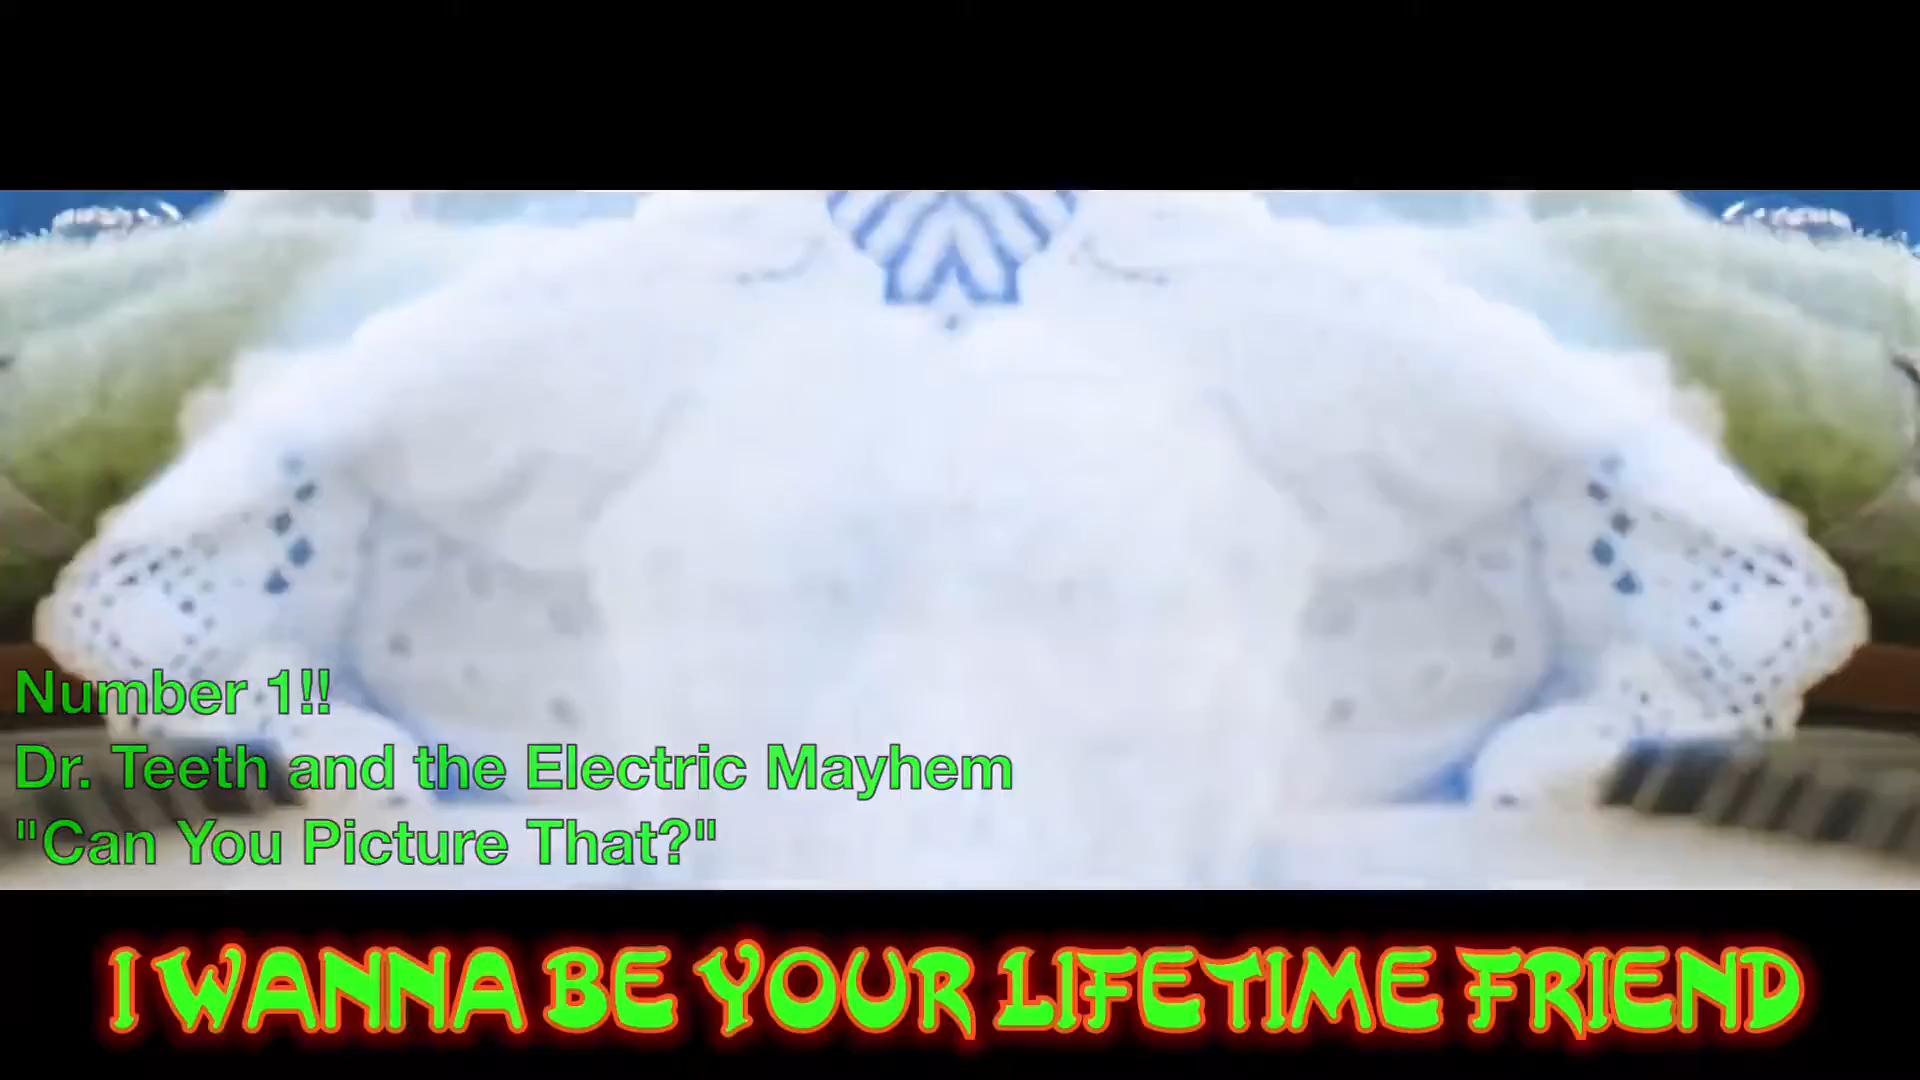 Number 1!!
Dr. Teeth and the Electric Mayhem
"Can You Picture That?"
I WANNA BE YOUR LIFETIME FRIEND